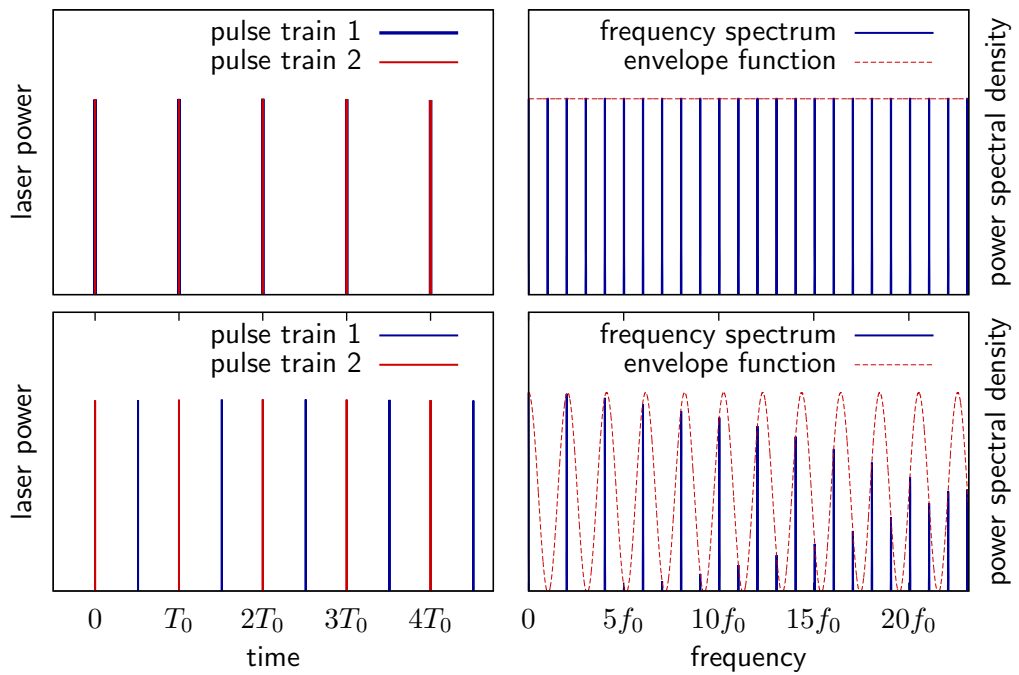 pulse train 1
pulse train 2
laser power
frequency spectrum
envelope function
power spectral density
pulse train 1
pulse train 2
laser power
0 T₀ 2T₀ 3T₀ 4T₀
time
frequency spectrum
envelope function
power spectral density
0 5f₀ 10f₀ 15f₀ 20f₀
frequency